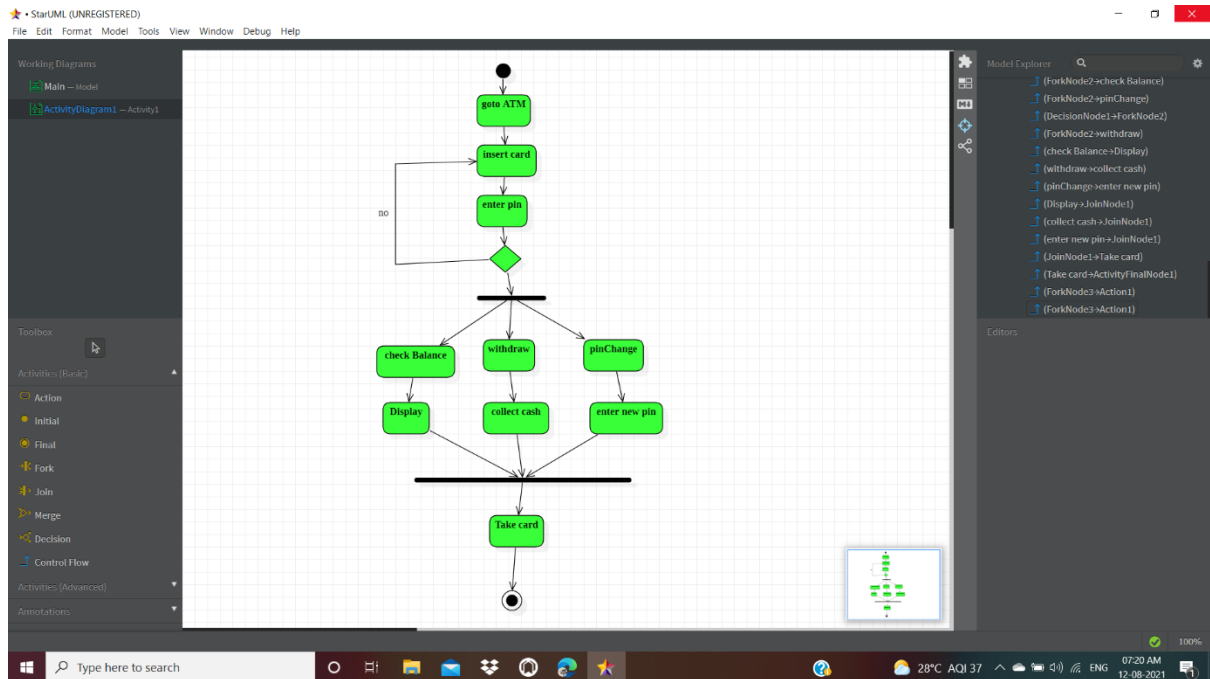 • StarUML (UNREGISTERED)
File Edit Format Model Tools View Window Debug Help
Working Diagrams
Main — Model
ActivityDiagram1 — Activity1
Toolbox
Activities (Basic)
Action
Initial
Final
Fork
Join
Merge
Decision
Control Flow
Activities (Advanced)
Annotations
goto ATM
insert card
enter pin
no
check Balance
withdraw
pinChange
Display
collect cash
enter new pin
Take card
Model Explorer
(ForkNode2→check Balance)
(ForkNode2→pinChange)
(DecisionNode1→ForkNode2)
(ForkNode2→withdraw)
(check Balance→Display)
(withdraw→collect cash)
(pinChange→enter new pin)
(Display→JoinNode1)
(collect cash→JoinNode1)
(enter new pin→JoinNode1)
(JoinNode1→Take card)
(Take card→ActivityFinalNode1)
(ForkNode3→Action1)
(ForkNode3→Action1)
Editors
100%
Type here to search
28°C AQI 37
ENG
07:20 AM
12-08-2021